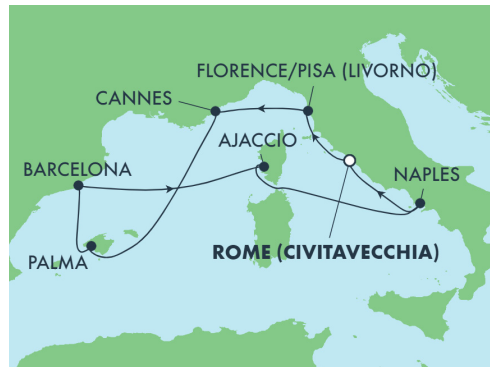 FLORENCE/PISA (LIVORNO)
CANNES
AJACCIO
BARCELONA
NAPLES
ROME (CIVITAVECCHIA)
PALMA